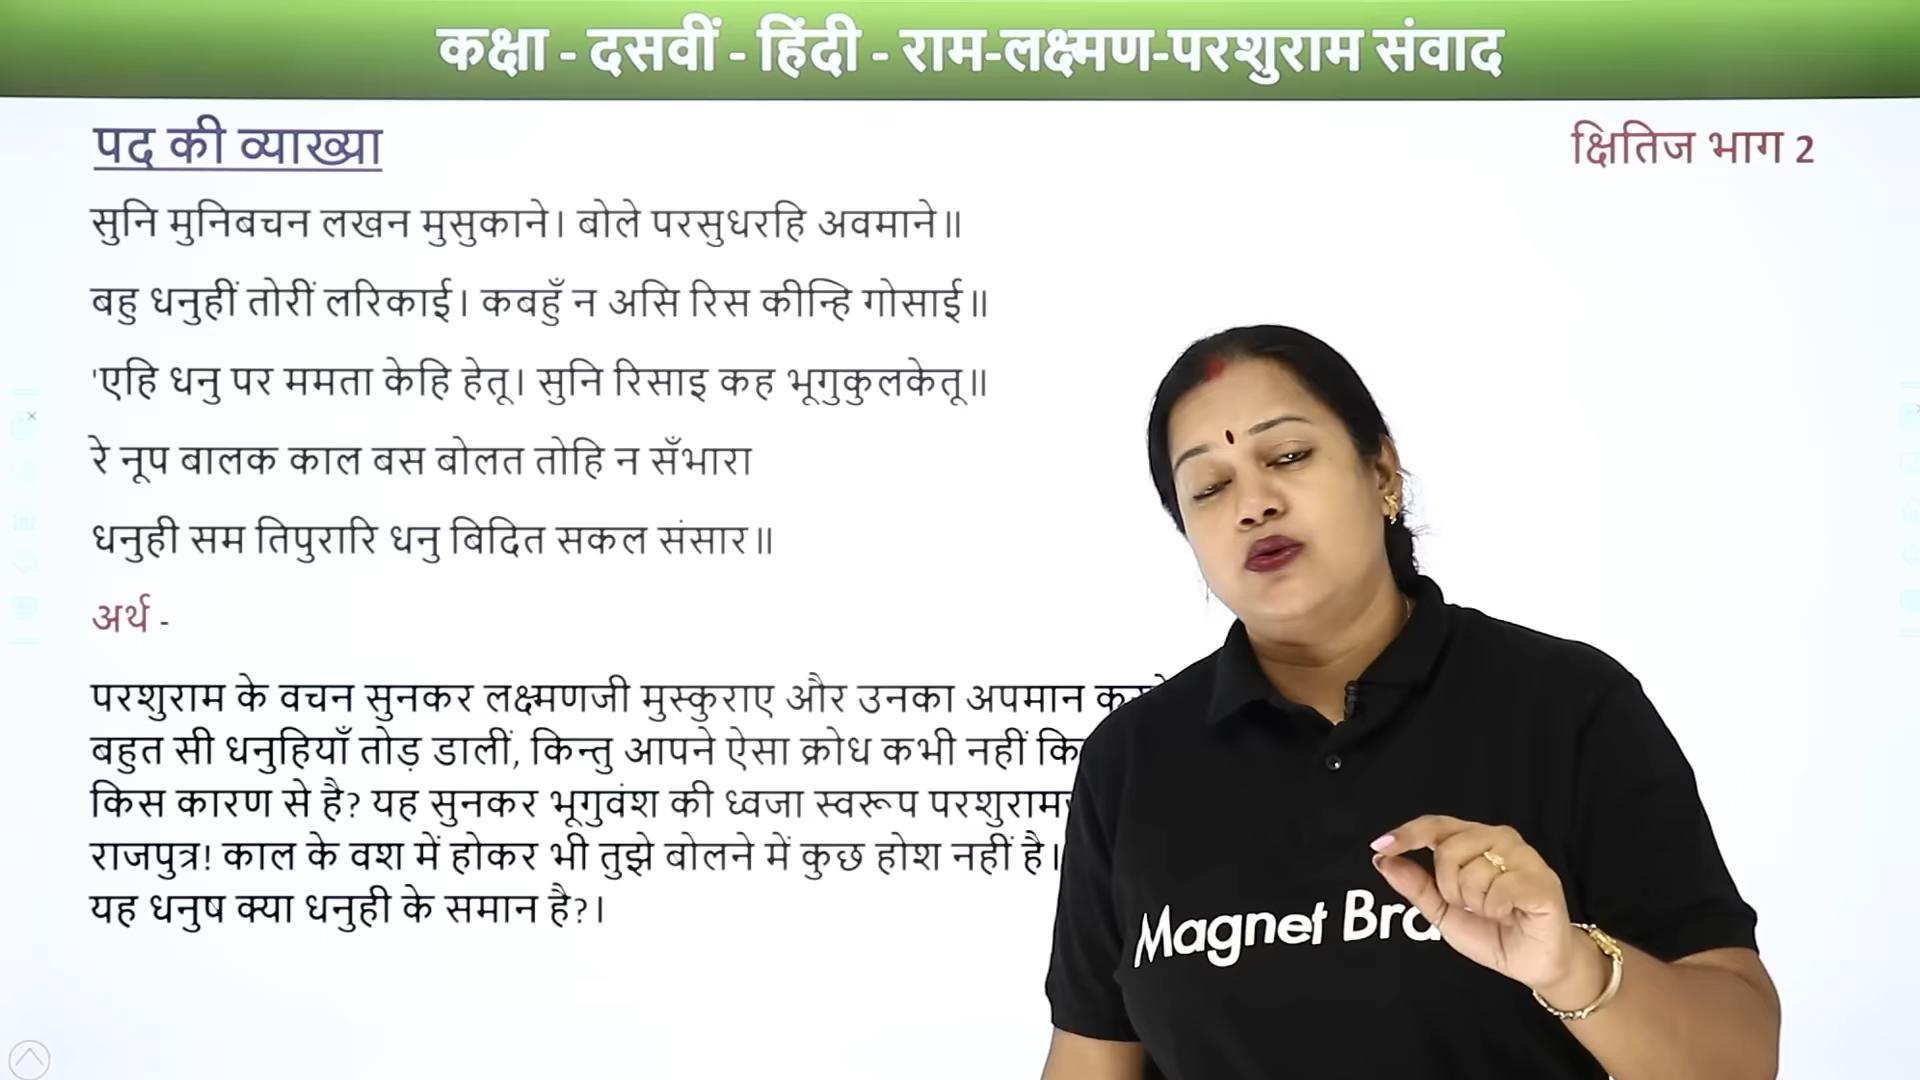 कक्षा - दसवीं - हिंदी - राम-लक्ष्मण-परशुराम संवाद
पद की व्याख्या
क्षितिज भाग 2
सुनि मुनिबचन लखन मुसुकाने। बोले परसुधरहि अवमाने॥
बहु धनुहीं तोरीं लरिकाई। कबहुँ न असि रिस कीन्हि गोसाई॥
'एहि धनु पर ममता केहि हेतू। सुनि रिसाइ कह भूगुकुलकेतू॥
रे नूप बालक काल बस बोलत तोहि न सँभारा
धनुही सम तिपुरारि धनु बिदित सकल संसार॥
अर्थ -
परशुराम के वचन सुनकर लक्ष्मणजी मुस्कुराए और उनका अपमान
बहुत सी धनुहियाँ तोड़ डालीं, किन्तु आपने ऐसा क्रोध कभी नहीं
किस कारण से है? यह सुनकर भूगुवंश की ध्वजा स्वरूप
राजपुत्र! काल के वश में होकर भी तुझे बोलने में कुछ होश नहीं है।
यह धनुष क्या धनुही के समान है?।
Magnet